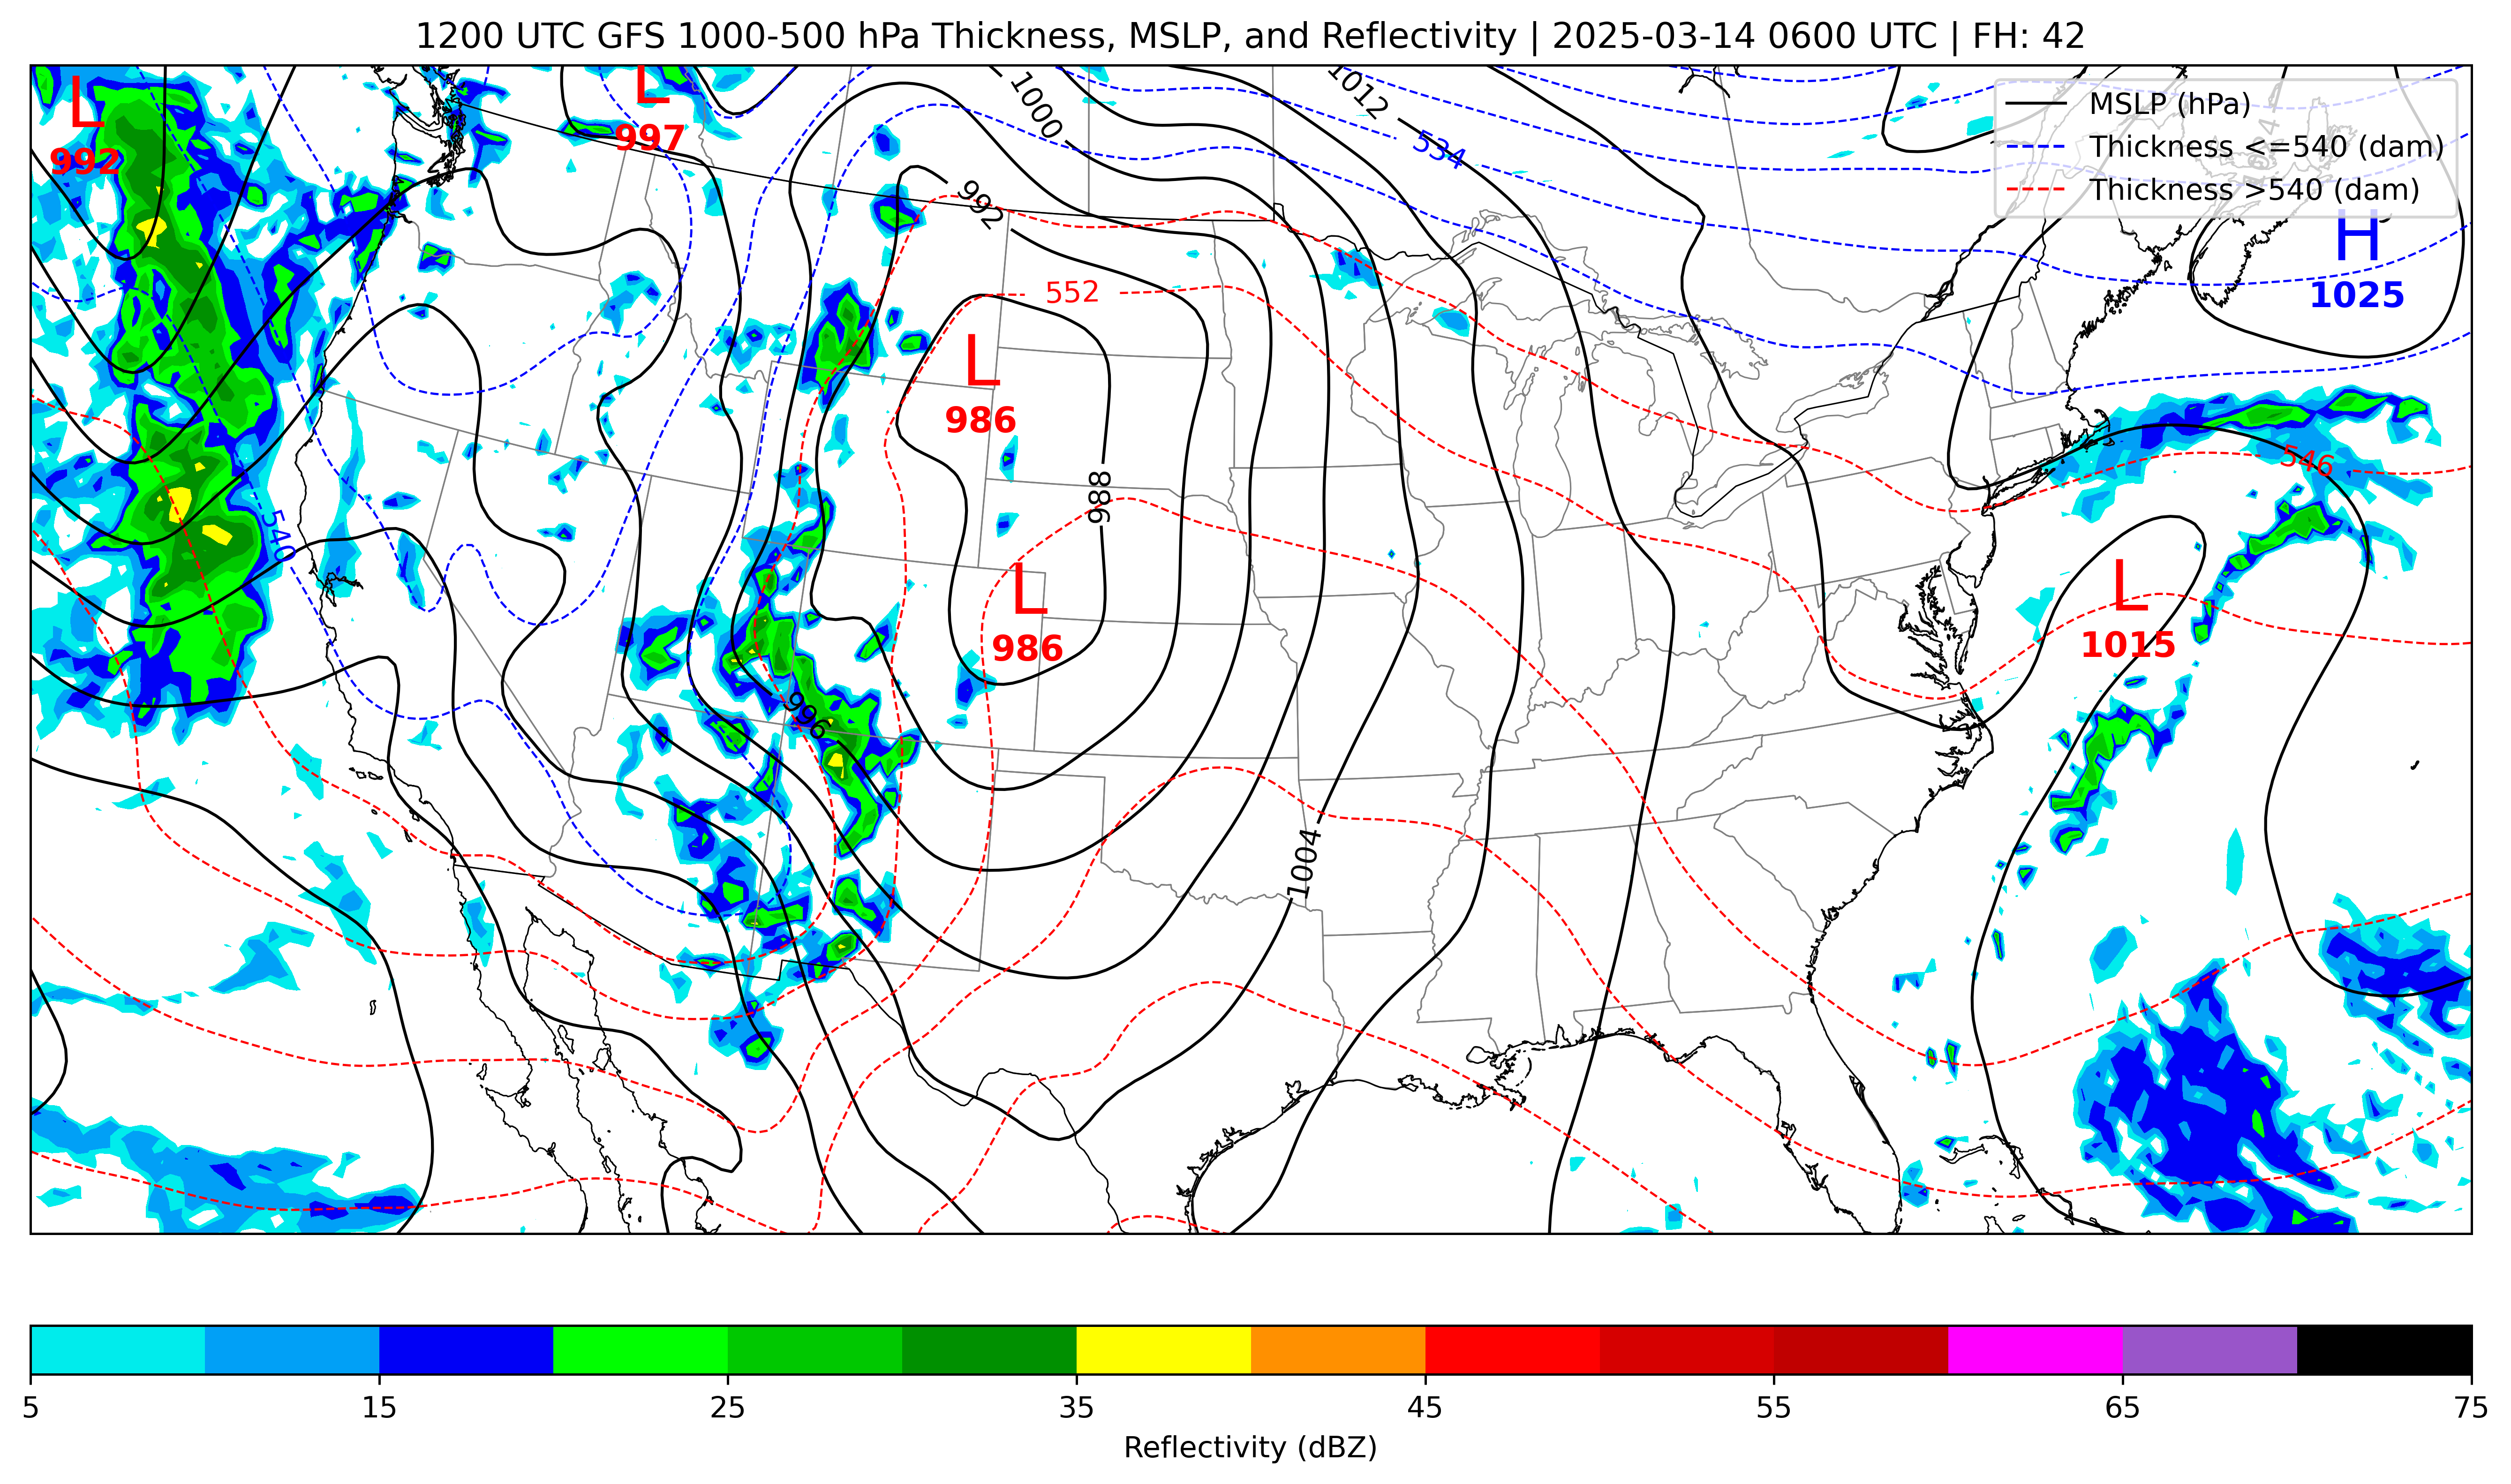 1200 UTC GFS 1000-500 hPa Thickness, MSLP, and Reflectivity | 2025-03-14 0600 UTC | FH: 42
MSLP (hPa)
Thickness <=540 (dam)
Thickness >540 (dam)
L
992
L
997
1000
1012
534
992
H
1025
552
L
986
988
546
540
L
986
L
1015
996
1004
5
15
25
35
45
55
65
75
Reflectivity (dBZ)